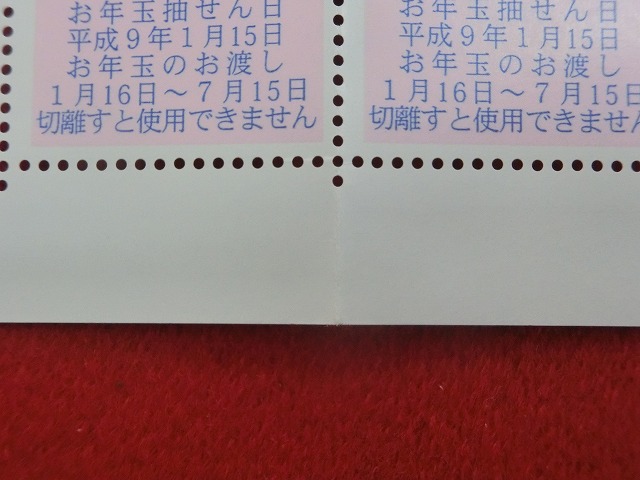 お年玉抽せん日
平成9年1月15日
お年玉のお渡し
1月16日～7月15日
切離すと使用できません
お年玉抽せん日
平成9年1月15日
お年玉のお渡し
1月16日～7月15日
切離すと使用できません